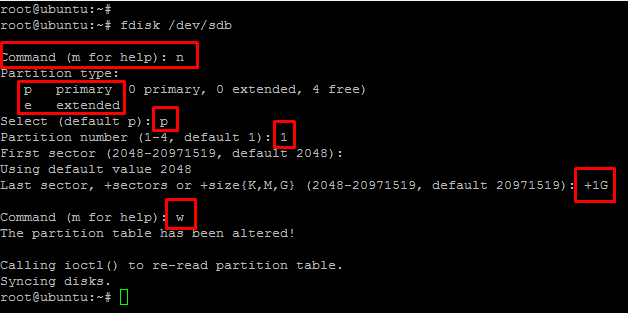 root@ubuntu:~#
root@ubuntu:~# fdisk /dev/sdb
Command (m for help): n
Partition type:
   p   primary (0 primary, 0 extended, 4 free)
   e   extended
Select (default p): p
Partition number (1-4, default 1): 1
First sector (2048-20971519, default 2048):
Using default value 2048
Last sector, +sectors or +size{K,M,G} (2048-20971519, default 20971519): +1G
Command (m for help): w
The partition table has been altered!
Calling ioctl() to re-read partition table.
Syncing disks.
root@ubuntu:~#